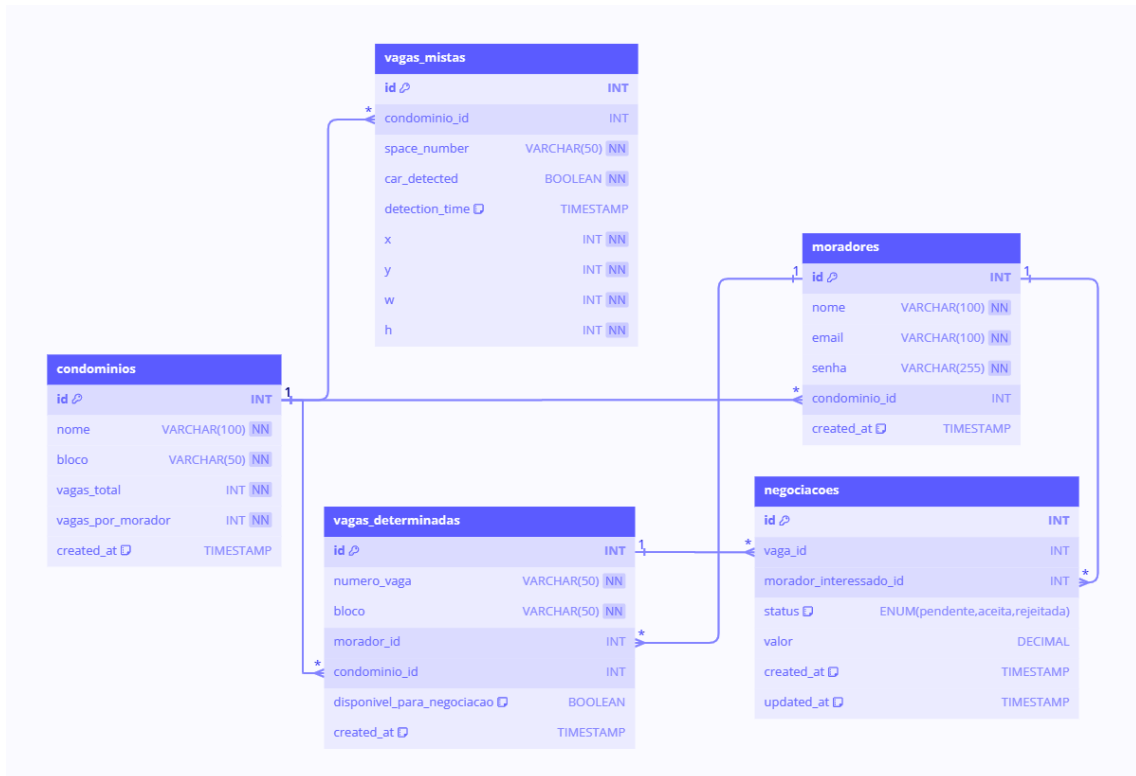 vagas_mistas
id INT
condominio_id INT
space_number VARCHAR(50) NN
car_detected BOOLEAN NN
detection_time TIMESTAMP
x INT NN
y INT NN
w INT NN
h INT NN
moradores
id INT
nome VARCHAR(100) NN
email VARCHAR(100) NN
senha VARCHAR(255) NN
condominio_id INT
created_at TIMESTAMP
condominios
id INT
nome VARCHAR(100) NN
bloco VARCHAR(50) NN
vagas_total INT NN
vagas_por_morador INT NN
created_at TIMESTAMP
vagas_determinadas
id INT
numero_vaga VARCHAR(50) NN
bloco VARCHAR(50) NN
morador_id INT
condominio_id INT
disponivel_para_negociacao BOOLEAN
created_at TIMESTAMP
negociacoes
id INT
vaga_id INT
morador_interessado_id INT
status ENUM(pendente,aceita,rejeitada)
valor DECIMAL
created_at TIMESTAMP
updated_at TIMESTAMP
1
*
*
*
1
*
1
*
1
*